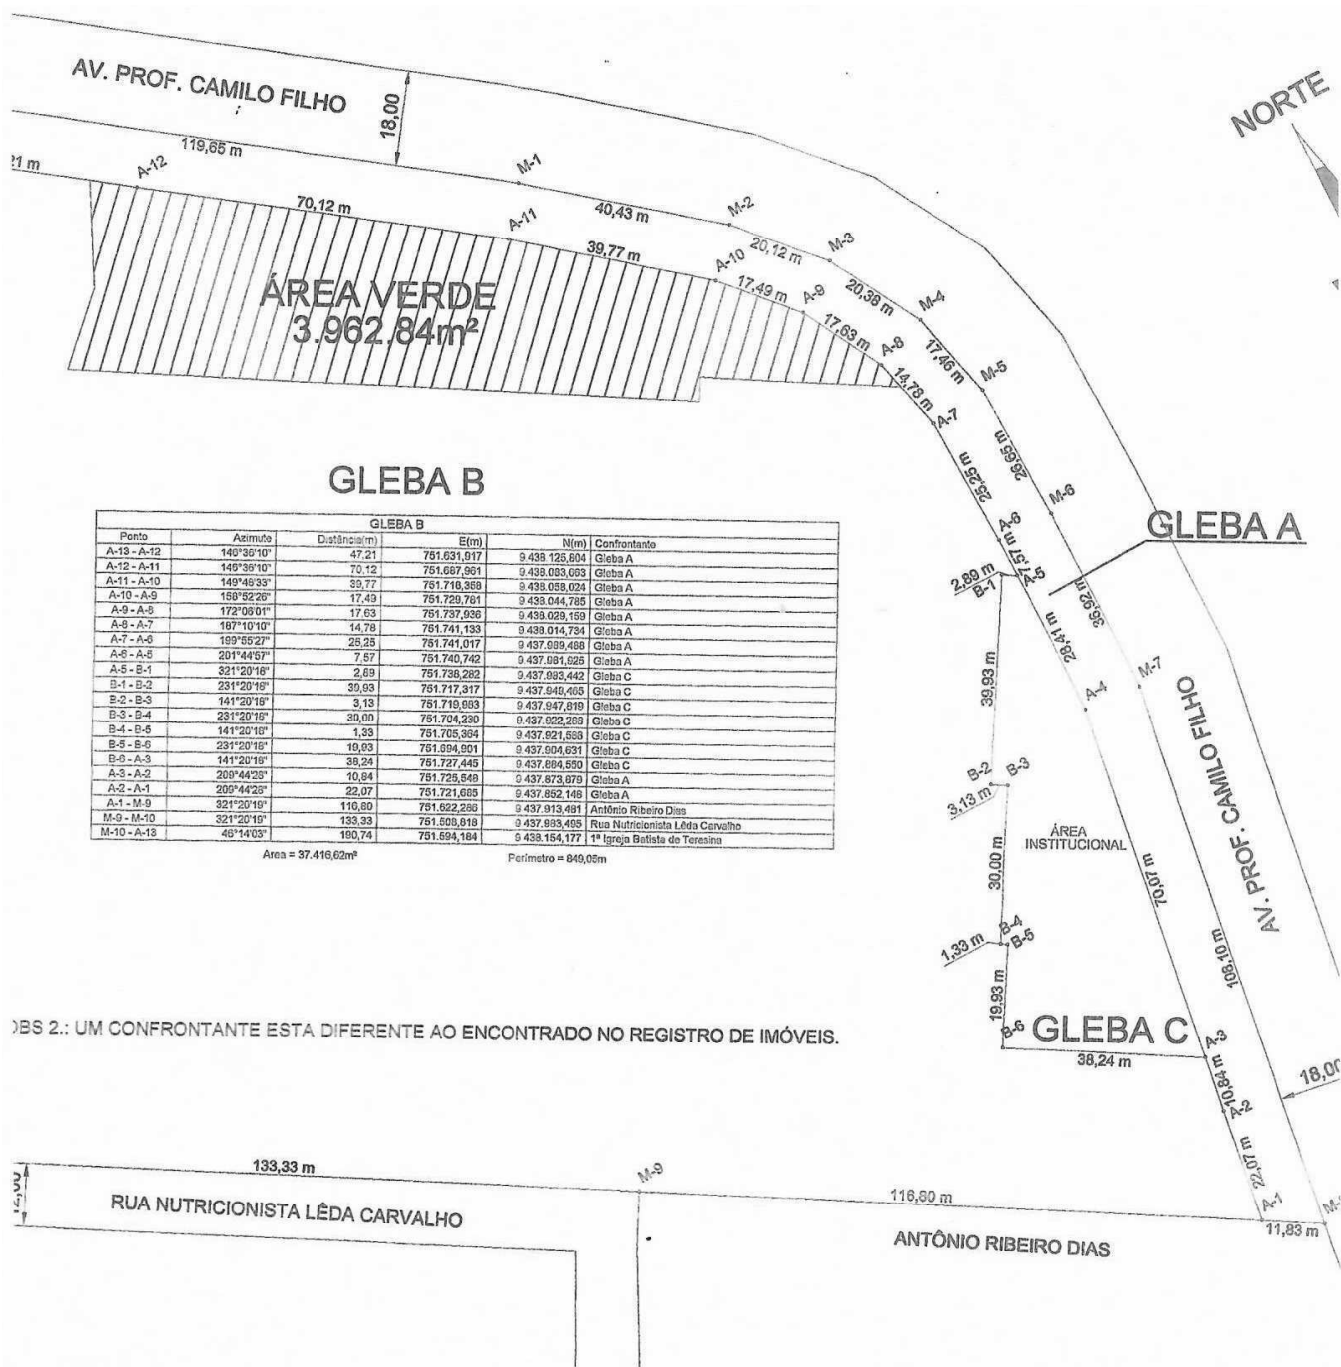 AV. PROF. CAMILO FILHO
18,00
NORTE
119,65 m
21 m
A-12
M-1
70,12 m
A-11
40,43 m
M-2
39,77 m
A-10
20,12 m
M-3
17,49 m
A-9
20,38 m
M-4
17,63 m
A-8
17,46 m
M-5
14,78 m
A-7
ÁREA VERDE
3.962,84m²
25,25 m
26,65 m
M-6
A-6
GLEBA A
7,57 m
A-5
2,89 m
B-1
36,92 m
28,41 m
M-7
A-4
39,93 m
GLEBA B
GLEBA B
Ponto Azimute Distância(m) E(m) N(m) Confrontante
A-13 - A-12 146°36'10" 47,21 751.631,917 9.438.126,604 Gleba A
A-12 - A-11 146°36'10" 70,12 751.687,961 9.438.083,663 Gleba A
A-11 - A-10 149°46'33" 39,77 751.718,358 9.438.058,024 Gleba A
A-10 - A-9 158°52'26" 17,49 751.729,761 9.438.044,785 Gleba A
A-9 - A-8 172°08'01" 17,63 751.737,936 9.438.029,159 Gleba A
A-8 - A-7 187°10'10" 14,78 751.741,133 9.438.014,734 Gleba A
A-7 - A-6 199°55'27" 25,25 751.741,017 9.437.989,488 Gleba A
A-6 - A-5 201°44'57" 7,57 751.740,742 9.437.981,925 Gleba A
A-5 - B-1 321°20'16" 2,89 751.738,282 9.437.983,442 Gleba C
B-1 - B-2 231°20'16" 39,93 751.717,317 9.437.949,465 Gleba C
B-2 - B-3 141°20'16" 3,13 751.719,983 9.437.947,819 Gleba C
B-3 - B-4 231°20'16" 30,00 751.704,230 9.437.922,288 Gleba C
B-4 - B-5 141°20'16" 1,33 751.705,364 9.437.921,588 Gleba C
B-5 - B-6 231°20'16" 19,93 751.694,901 9.437.904,631 Gleba C
B-6 - A-3 141°20'16" 38,24 751.727,445 9.437.884,550 Gleba C
A-3 - A-2 209°44'28" 10,84 751.725,548 9.437.873,879 Gleba A
A-2 - A-1 209°44'28" 22,07 751.721,685 9.437.852,148 Gleba A
A-1 - M-9 321°20'19" 116,80 751.622,286 9.437.913,481 Antônio Ribeiro Dias
M-9 - M-10 321°20'19" 133,33 751.508,818 9.437.983,495 Rua Nutricionista Lêda Carvalho
M-10 - A-13 46°14'03" 190,74 751.594,184 9.438.154,177 1ª Igreja Batista de Teresina
Area = 37.416,62m² Perímetro = 849,05m
B-2
B-3
3,13 m
ÁREA
INSTITUCIONAL
30,00 m
70,07 m
AV. PROF. CAMILO FILHO
B-4
B-5
1,33 m
108,10 m
19,93 m
B-6
GLEBA C
38,24 m
A-3
10,84 m
A-2
18,00
OBS 2.: UM CONFRONTANTE ESTA DIFERENTE AO ENCONTRADO NO REGISTRO DE IMÓVEIS.
133,33 m
M-9
116,80 m
22,07 m
A-1
11,83 m
12,00
RUA NUTRICIONISTA LÊDA CARVALHO
ANTÔNIO RIBEIRO DIAS